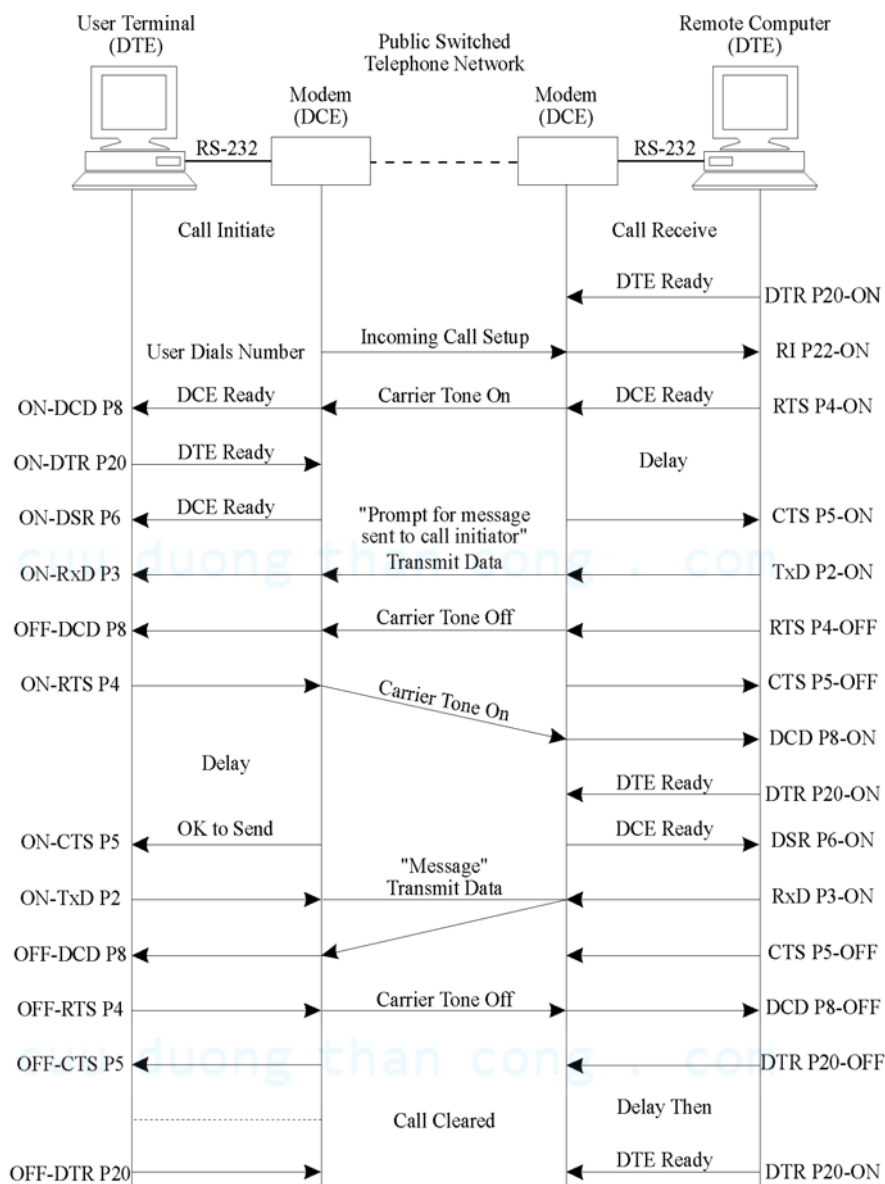 User Terminal
(DTE)
Public Switched
Telephone Network
Remote Computer
(DTE)
Modem
(DCE)
Modem
(DCE)
RS-232
RS-232
Call Initiate
Call Receive
DTE Ready
DTR P20-ON
User Dials Number
Incoming Call Setup
RI P22-ON
ON-DCD P8
DCE Ready
Carrier Tone On
DCE Ready
RTS P4-ON
ON-DTR P20
DTE Ready
Delay
ON-DSR P6
DCE Ready
"Prompt for message
sent to call initiator"
CTS P5-ON
cuu duong than cong . com
ON-RxD P3
Transmit Data
TxD P2-ON
OFF-DCD P8
Carrier Tone Off
RTS P4-OFF
ON-RTS P4
Carrier Tone On
CTS P5-OFF
DCD P8-ON
Delay
DTE Ready
DTR P20-ON
ON-CTS P5
OK to Send
DCE Ready
DSR P6-ON
"Message"
Transmit Data
ON-TxD P2
RxD P3-ON
OFF-DCD P8
CTS P5-OFF
OFF-RTS P4
Carrier Tone Off
DCD P8-OFF
cuu duong than cong . com
OFF-CTS P5
DTR P20-OFF
Call Cleared
Delay Then
OFF-DTR P20
DTE Ready
DTR P20-ON